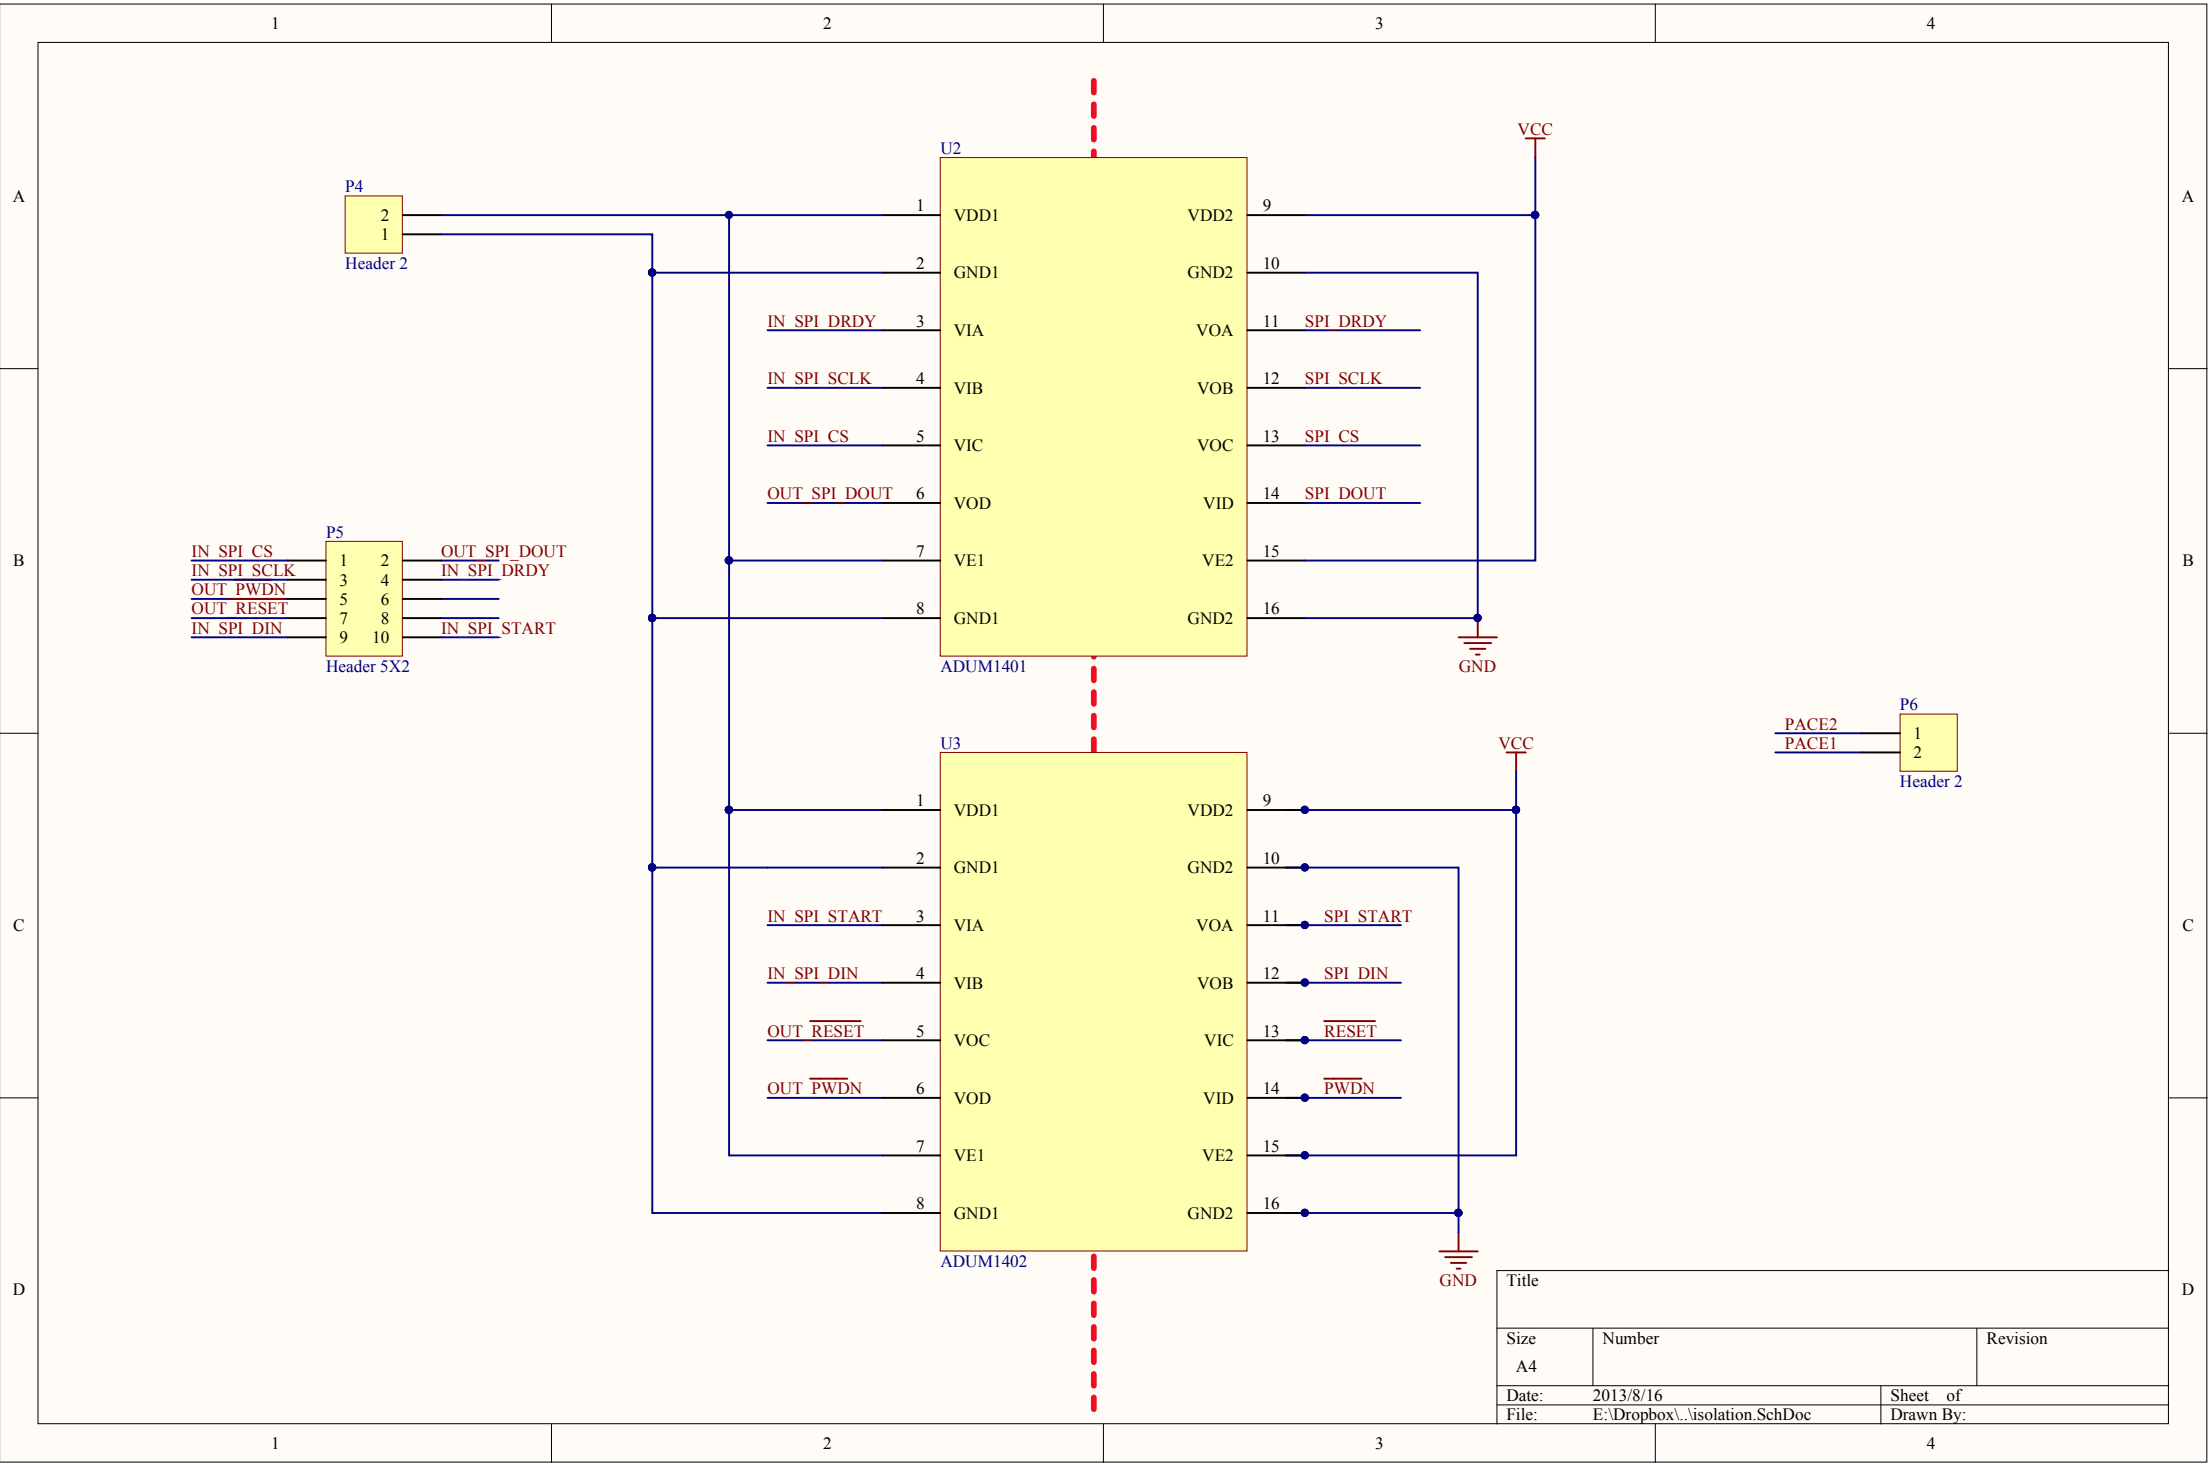 1 2 3 4
A A
B B
C C
D D
1 2 3 4
P4
2
1
Header 2
P5
IN_SPI_CS 1 2 OUT_SPI_DOUT
IN_SPI_SCLK 3 4 IN_SPI_DRDY
OUT_PWDN 5 6
OUT_RESET 7 8
IN_SPI_DIN 9 10 IN_SPI_START
Header 5X2
U2
VCC
1 VDD1 VDD2 9
2 GND1 GND2 10
IN_SPI_DRDY 3 VIA VOA 11 SPI_DRDY
IN_SPI_SCLK 4 VIB VOB 12 SPI_SCLK
IN_SPI_CS 5 VIC VOC 13 SPI_CS
OUT_SPI_DOUT 6 VOD VID 14 SPI_DOUT
7 VE1 VE2 15
8 GND1 GND2 16
ADUM1401
GND
U3
VCC
1 VDD1 VDD2 9
2 GND1 GND2 10
IN_SPI_START 3 VIA VOA 11 SPI_START
IN_SPI_DIN 4 VIB VOB 12 SPI_DIN
OUT_RESET 5 VOC VIC 13 RESET
OUT_PWDN 6 VOD VID 14 PWDN
7 VE1 VE2 15
8 GND1 GND2 16
ADUM1402
GND
P6
PACE2 1
PACE1 2
Header 2
Title
Size Number Revision
A4
Date: 2013/8/16 Sheet of
File: E:\Dropbox\..\isolation.SchDoc Drawn By: